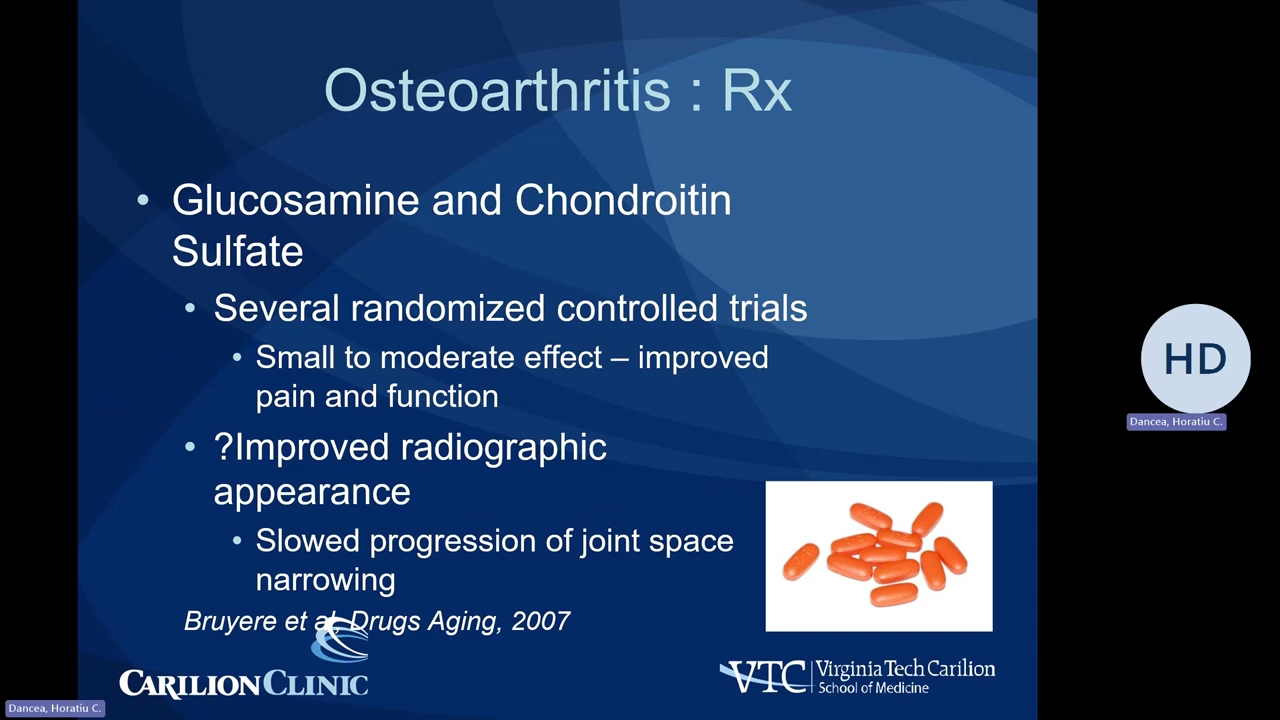 Osteoarthritis : Rx
• Glucosamine and Chondroitin
Sulfate
• Several randomized controlled trials
• Small to moderate effect – improved
pain and function
• ?Improved radiographic
appearance
• Slowed progression of joint space
narrowing
Bruyere et al, Drugs Aging, 2007
CARILION CLINIC
VTC Virginia Tech Carilion
School of Medicine
HD
Dancea, Horatiu C.
Dancea, Horatiu C.